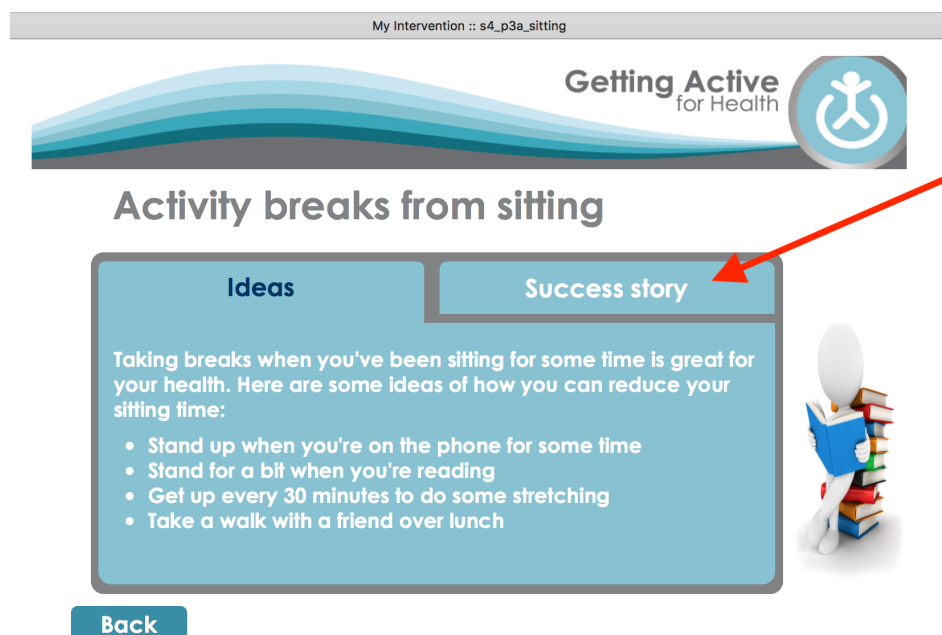 My Intervention :: s4_p3a_sitting
Getting Active
for Health
Activity breaks from sitting
Ideas
Success story
Taking breaks when you've been sitting for some time is great for
your health. Here are some ideas of how you can reduce your
sitting time:
• Stand up when you're on the phone for some time
• Stand for a bit when you're reading
• Get up every 30 minutes to do some stretching
• Take a walk with a friend over lunch
Back